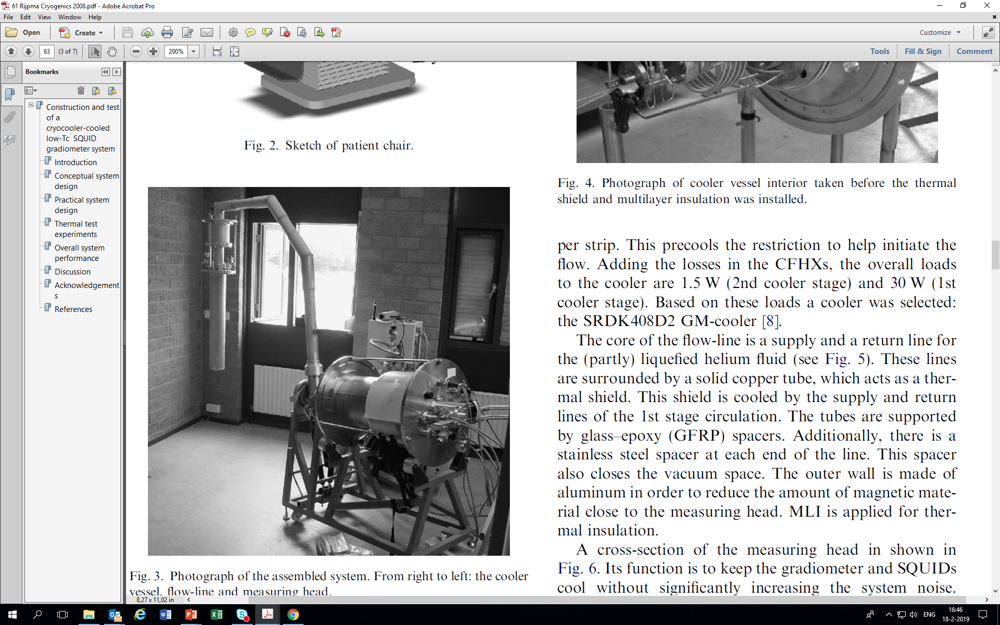 61 Rijpma Cryogenics 2008.pdf - Adobe Acrobat Pro
File Edit View Window Help
Open Create Customize
63 (3 of 7) 200% Tools Fill & Sign Comment
Bookmarks
Construction and test
of a
cryocooler-cooled
low-Tc SQUID
gradiometer system
Introduction
Conceptual system
design
Practical system
design
Thermal test
experiments
Overall system
performance
Discussion
Acknowledgement
s
References
Fig. 2. Sketch of patient chair.
Fig. 3. Photograph of the assembled system. From right to left: the cooler
vessel, flow-line and measuring head.
Fig. 4. Photograph of cooler vessel interior taken before the thermal
shield and multilayer insulation was installed.
per strip. This precools the restriction to help initiate the
flow. Adding the losses in the CFHXs, the overall loads
to the cooler are 1.5 W (2nd cooler stage) and 30 W (1st
cooler stage). Based on these loads a cooler was selected:
the SRDK408D2 GM-cooler [8].
The core of the flow-line is a supply and a return line for
the (partly) liquefied helium fluid (see Fig. 5). These lines
are surrounded by a solid copper tube, which acts as a ther-
mal shield. This shield is cooled by the supply and return
lines of the 1st stage circulation. The tubes are supported
by glass–epoxy (GFRP) spacers. Additionally, there is a
stainless steel spacer at each end of the line. This spacer
also closes the vacuum space. The outer wall is made of
aluminum in order to reduce the amount of magnetic mate-
rial close to the measuring head. MLI is applied for ther-
mal insulation.
A cross-section of the measuring head in shown in
Fig. 6. Its function is to keep the gradiometer and SQUIDs
cool without significantly increasing the system noise.
8,27 x 11,02 in
ENG
16:46
18-2-2019